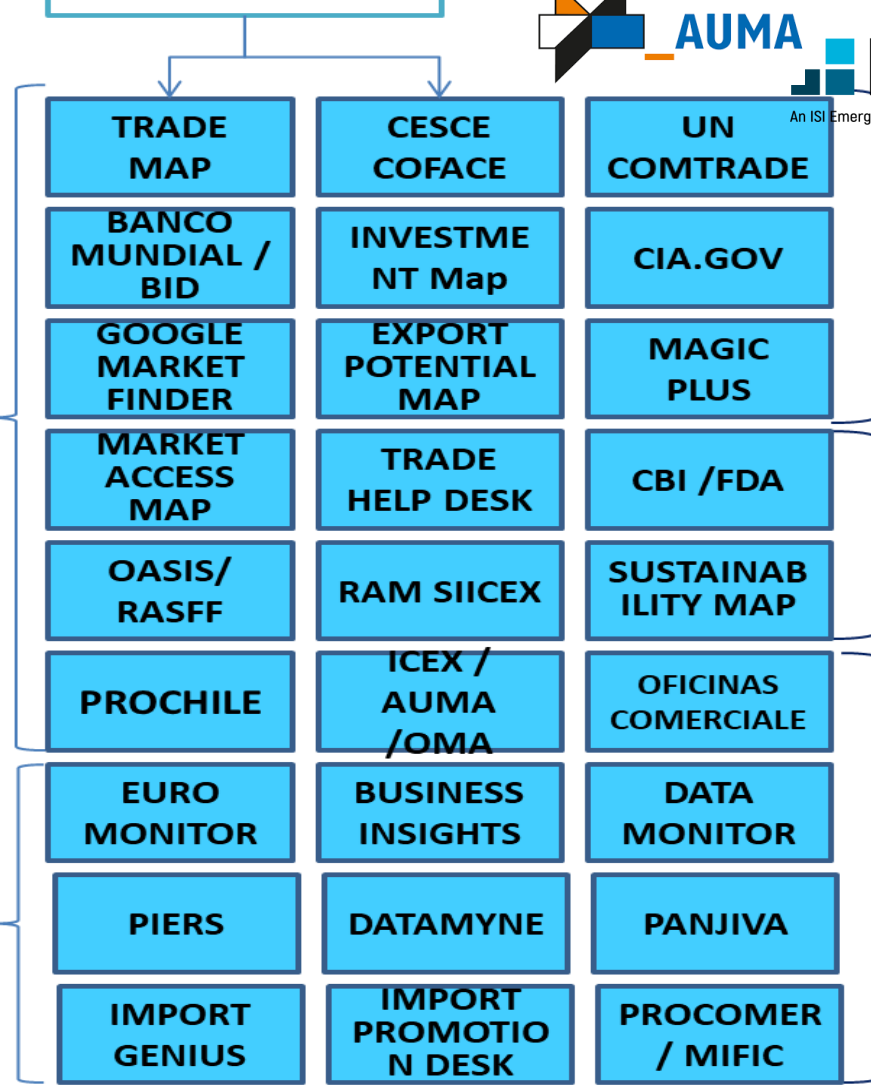 _AUMA
An ISI Emerg
TRADE
MAP
CESCE
COFACE
UN
COMTRADE
BANCO
MUNDIAL /
BID
INVESTME
NT Map
CIA.GOV
GOOGLE
MARKET
FINDER
EXPORT
POTENTIAL
MAP
MAGIC
PLUS
MARKET
ACCESS
MAP
TRADE
HELP DESK
CBI /FDA
OASIS/
RASFF
RAM SIICEX
SUSTAINAB
ILITY MAP
PROCHILE
ICEX /
AUMA
/OMA
OFICINAS
COMERCIALE
EURO
MONITOR
BUSINESS
INSIGHTS
DATA
MONITOR
PIERS
DATAMYNE
PANJIVA
IMPORT
GENIUS
IMPORT
PROMOTIO
N DESK
PROCOMER
/ MIFIC